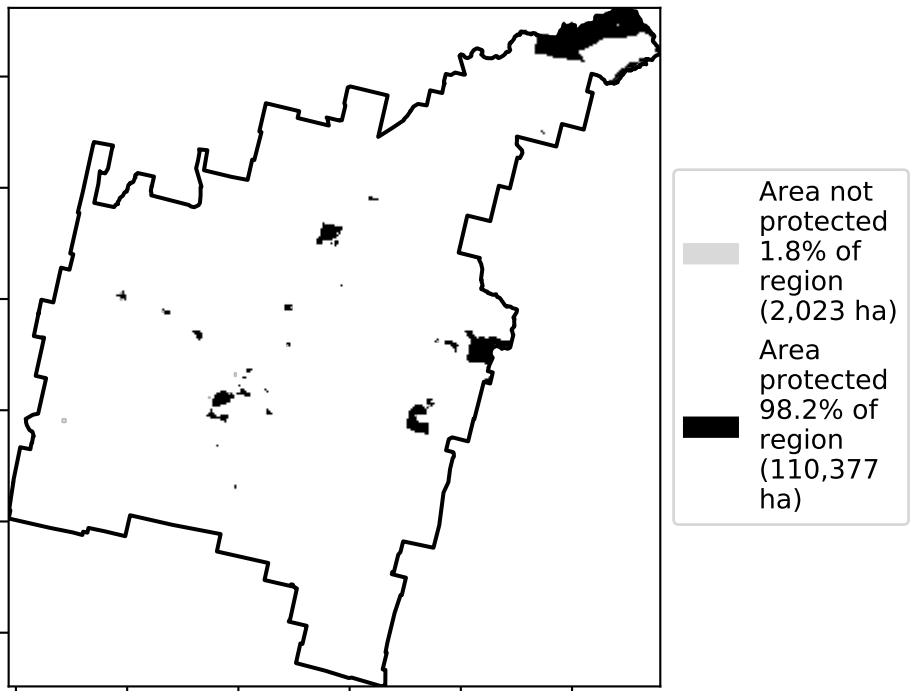 Area not
protected
1.8% of
region
(2,023 ha)
Area
protected
98.2% of
region
(110,377
ha)